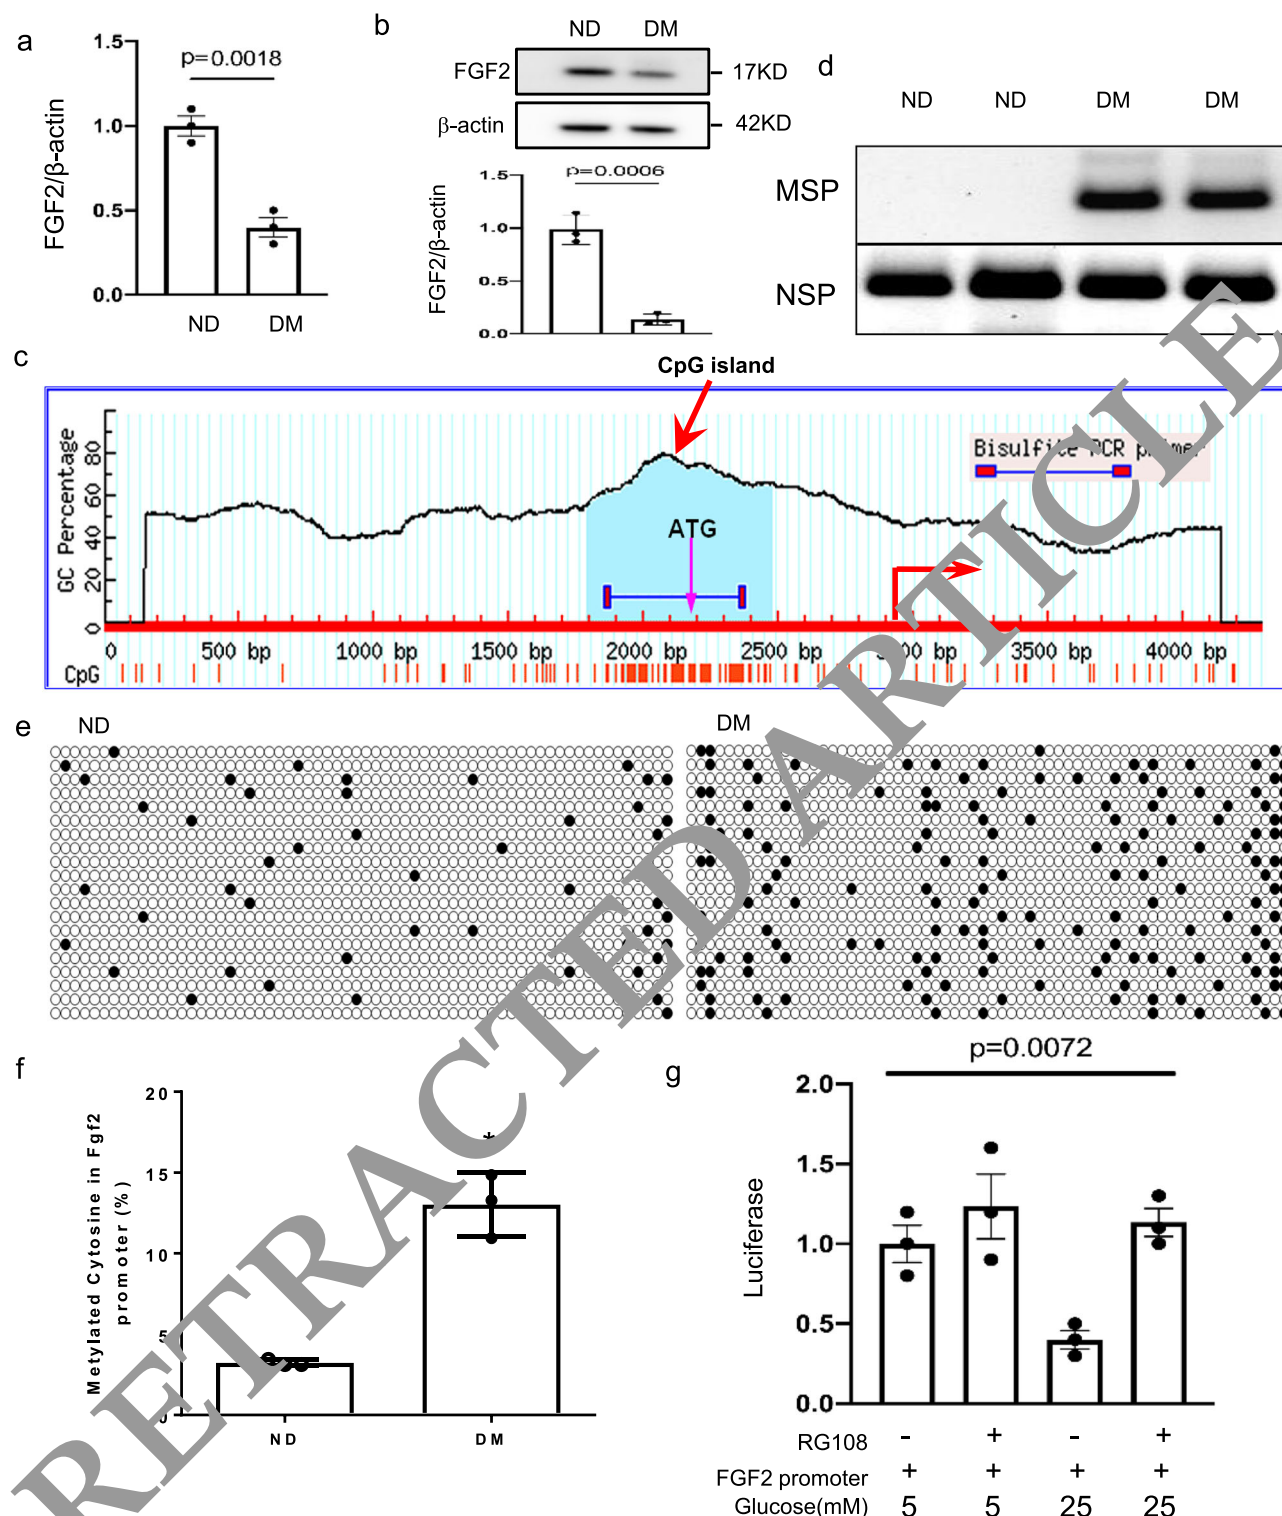 a
1.5
p=0.0018
1.0
0.5
0.0
FGF2/β-actin
ND
DM
b
ND
DM
FGF2
17KD
β-actin
42KD
1.5
p=0.0006
1.0
0.5
0.0
FGF2/β-actin
d
ND
ND
DM
DM
MSP
NSP
c
CpG island
GC Percentage
80
60
40
20
0
Bisulfite PCR primer
ATG
0
500 bp
1000 bp
1500 bp
2000 bp
2500 bp
3000 bp
3500 bp
4000 bp
CpG
e
ND
DM
f
20
15
10
5
0
Metylated Cytosine in Fgf2
promoter (%)
*
ND
DM
g
p=0.0072
2.0
1.5
1.0
0.5
0.0
Luciferase
RG108 - + - +
FGF2 promoter + + + +
Glucose(mM) 5 5 25 25
RETRACTED ARTICLE